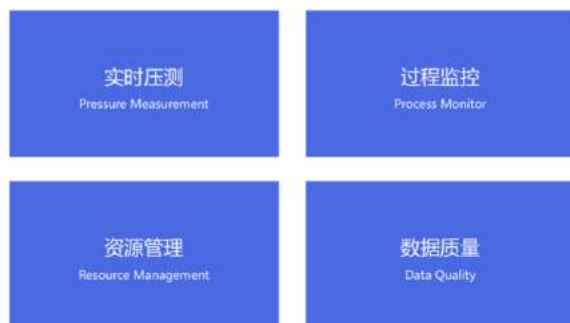 实时压测
Pressure Measurement
过程监控
Process Monitor
资源管理
Resource Management
数据质量
Data Quality